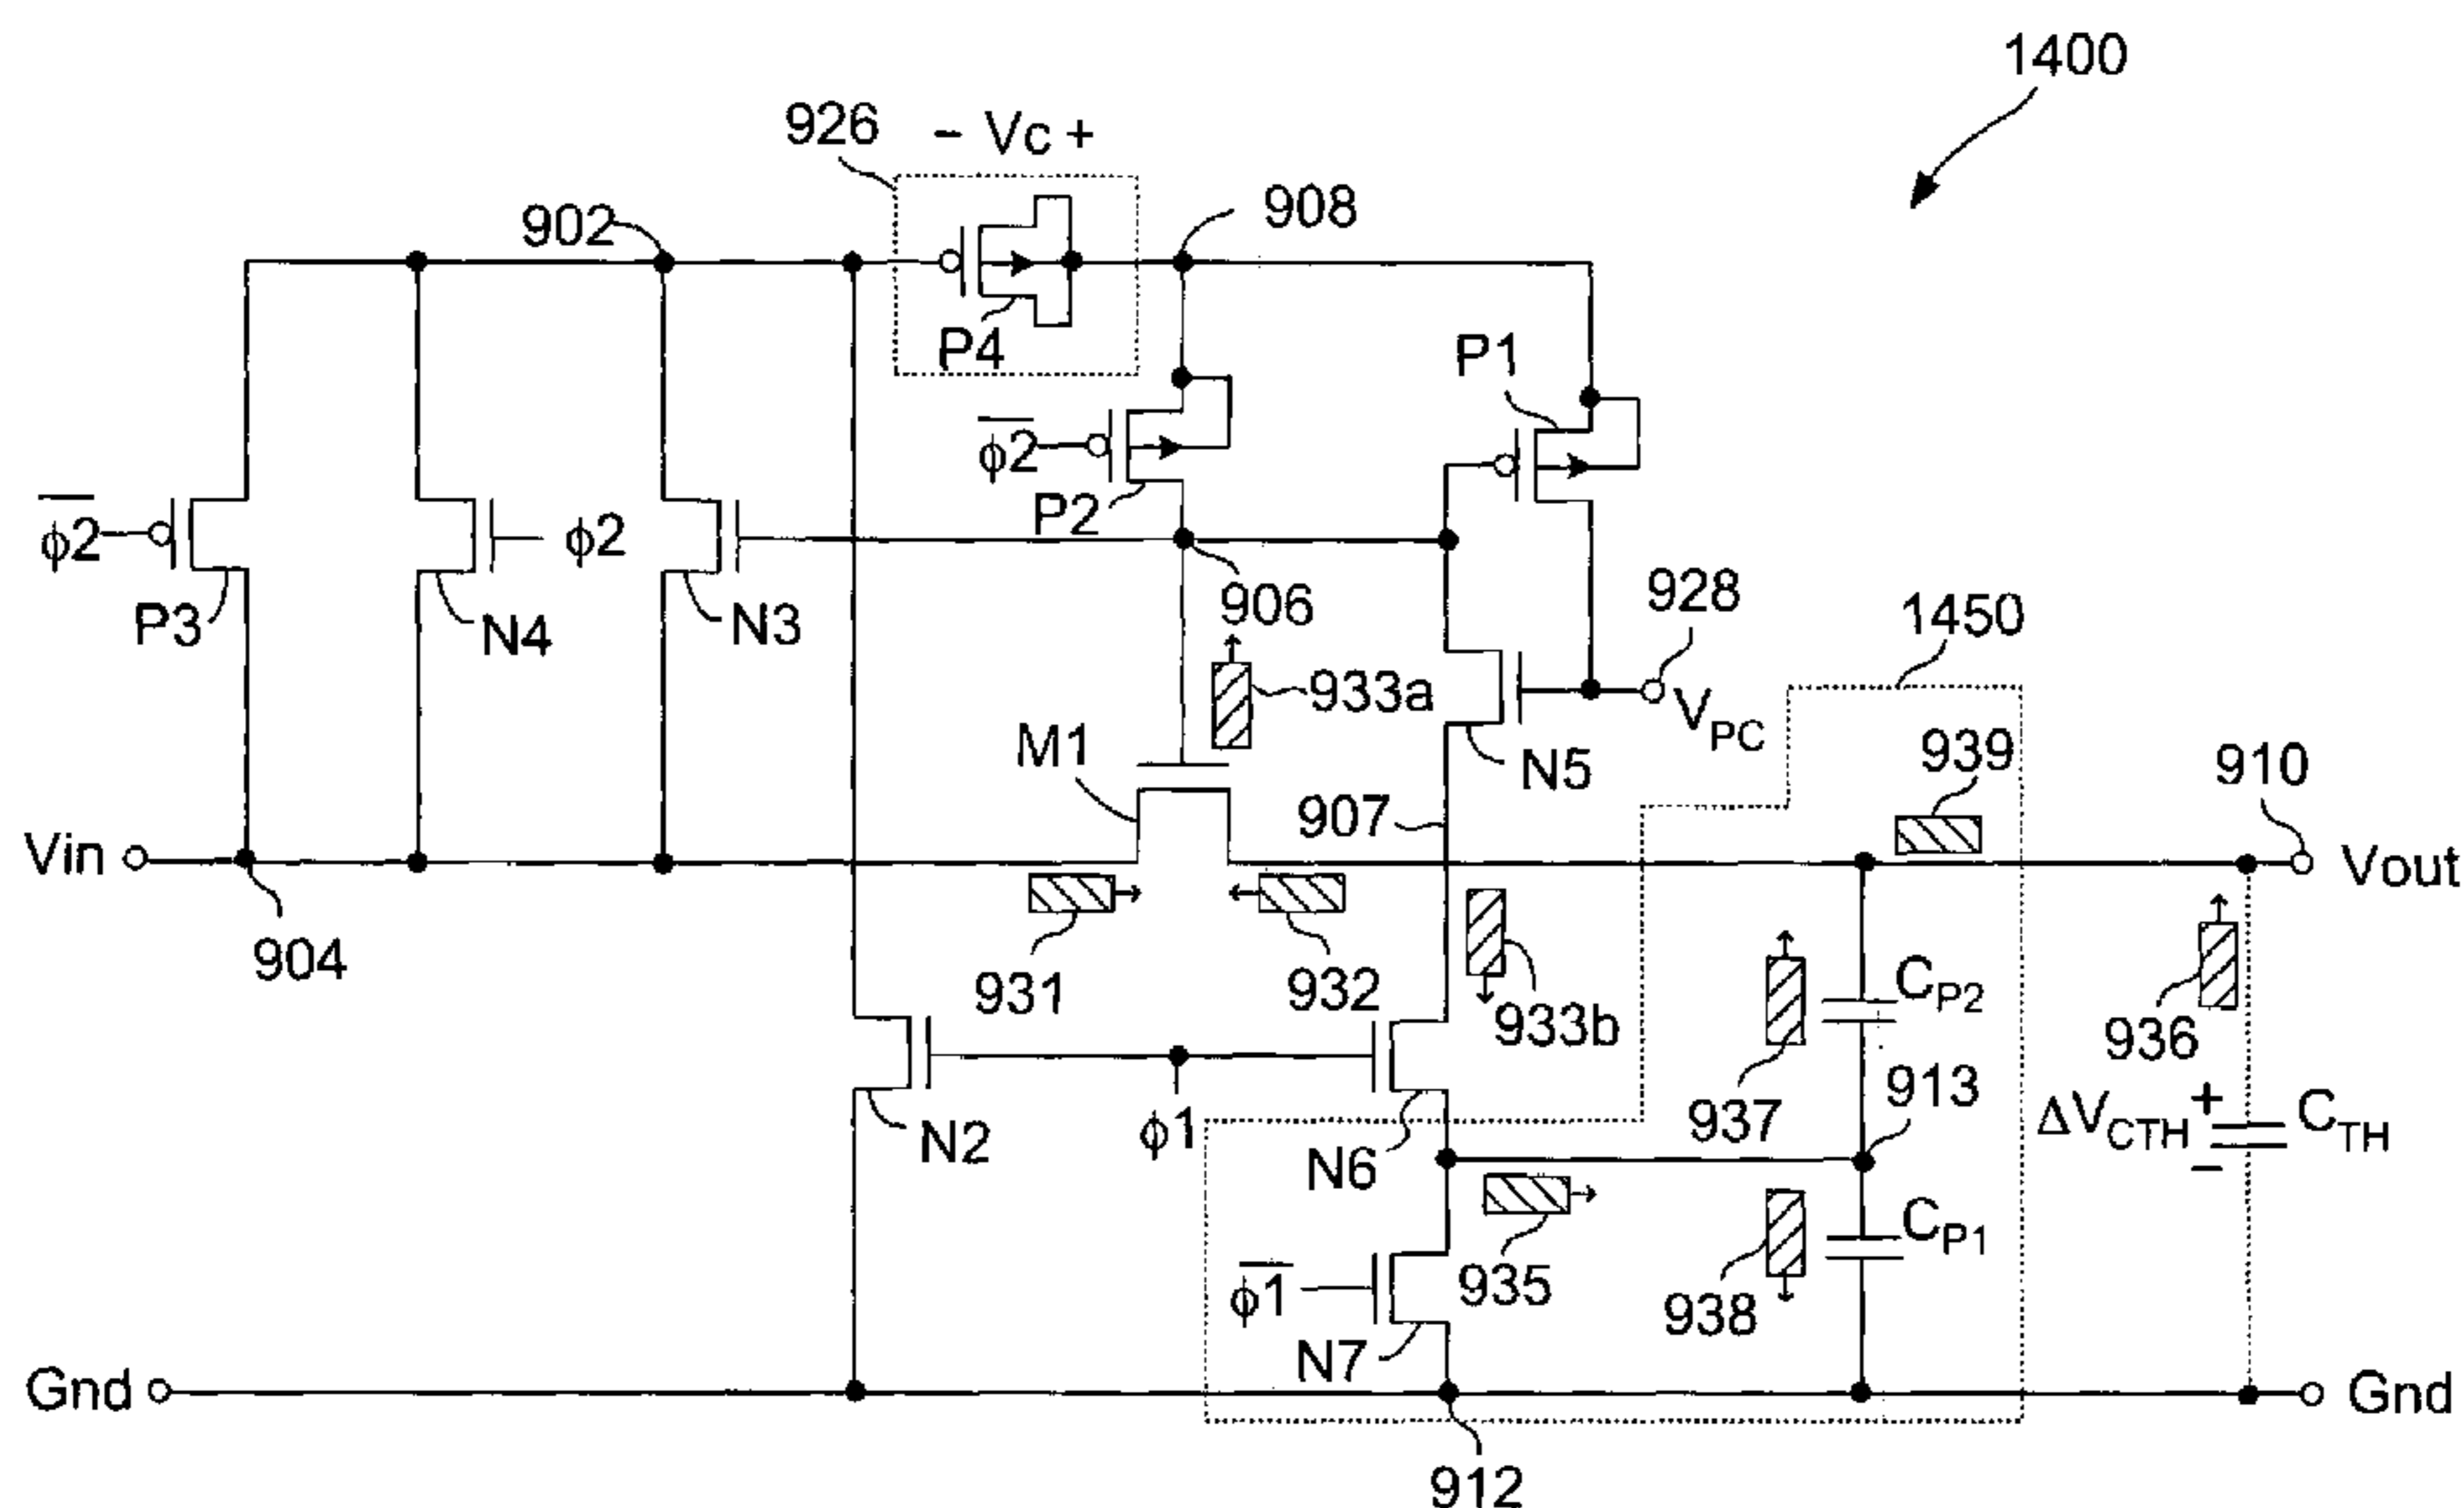 1400
926
− Vc +
902
908
P4
P1
φ2̅
P2
φ2̅
φ2
P3
N4
N3
906
928
1450
933a
VPC
M1
N5
939
910
907
Vin
Vout
904
931
932
933b
CP2
936
937
913
N2
φ1
N6
ΔVCTH
+
−
CTH
935
938
CP1
φ1̅
N7
Gnd
Gnd
912